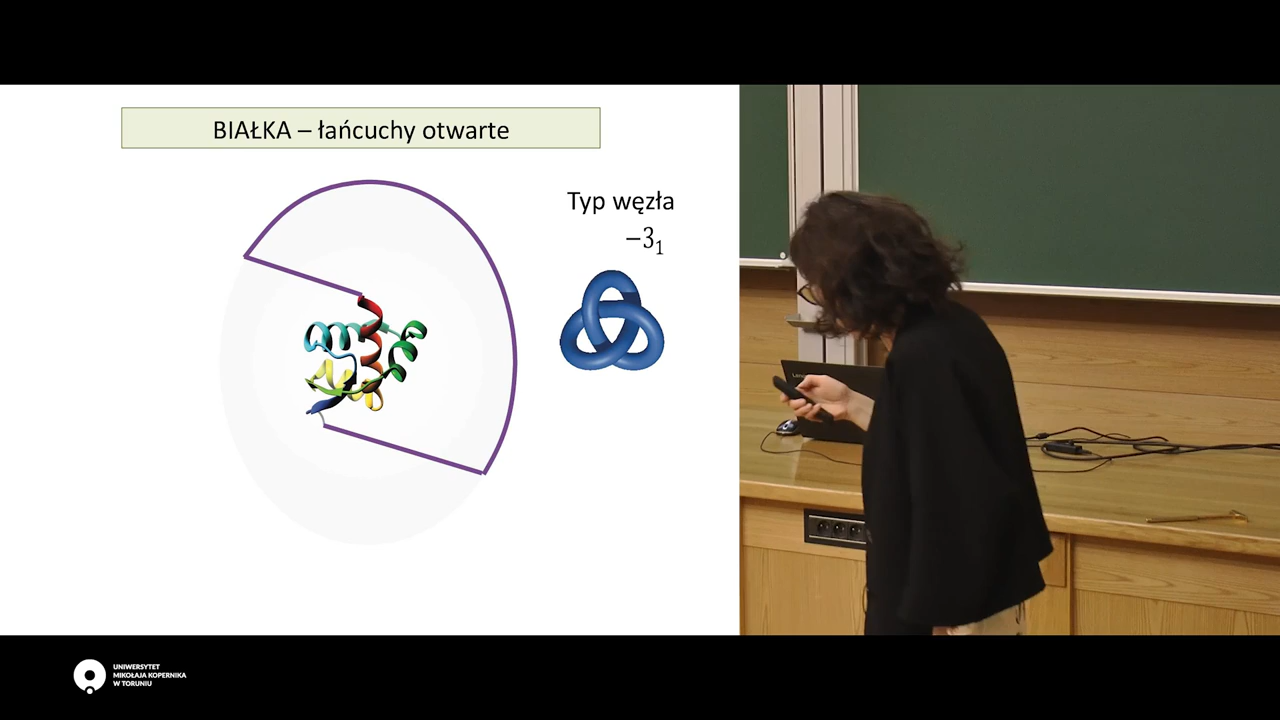 BIAŁKA – łańcuchy otwarte
Typ węzła
−3₁
UNIWERSYTET
MIKOŁAJA KOPERNIKA
W TORUNIU